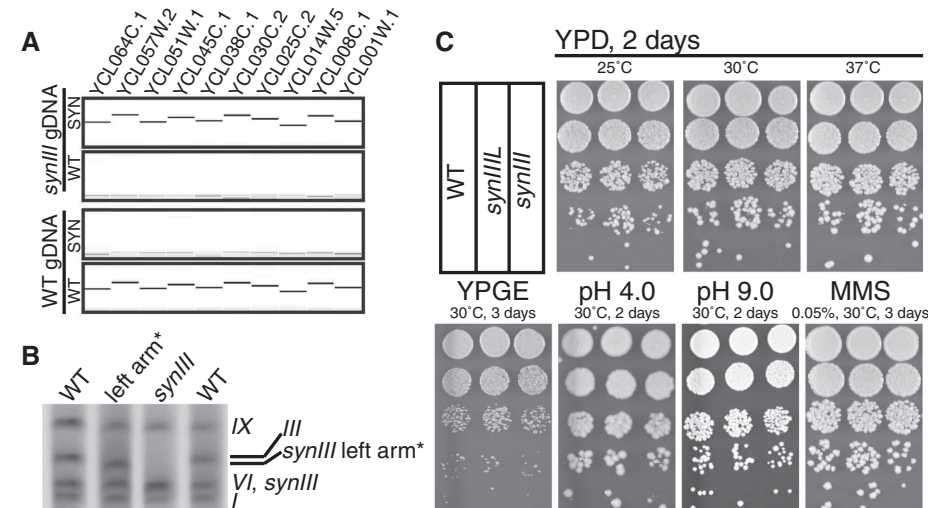 A
YCL064C.1
YCL057W.2
YCL051W.1
YCL045C.1
YCL038C.1
YCL030C.2
YCL025C.2
YCL014W.5
YCL008C.1
YCL001W.1
synIII gDNA
SYN
WT
WT gDNA
SYN
WT
B
WT
left arm*
synIII
WT
IX
III
synIII left arm*
VI, synIII
I
C
YPD, 2 days
25˚C
30˚C
37˚C
WT
synIIIL
synIII
YPGE
30˚C, 3 days
pH 4.0
30˚C, 2 days
pH 9.0
30˚C, 2 days
MMS
0.05%, 30˚C, 3 days